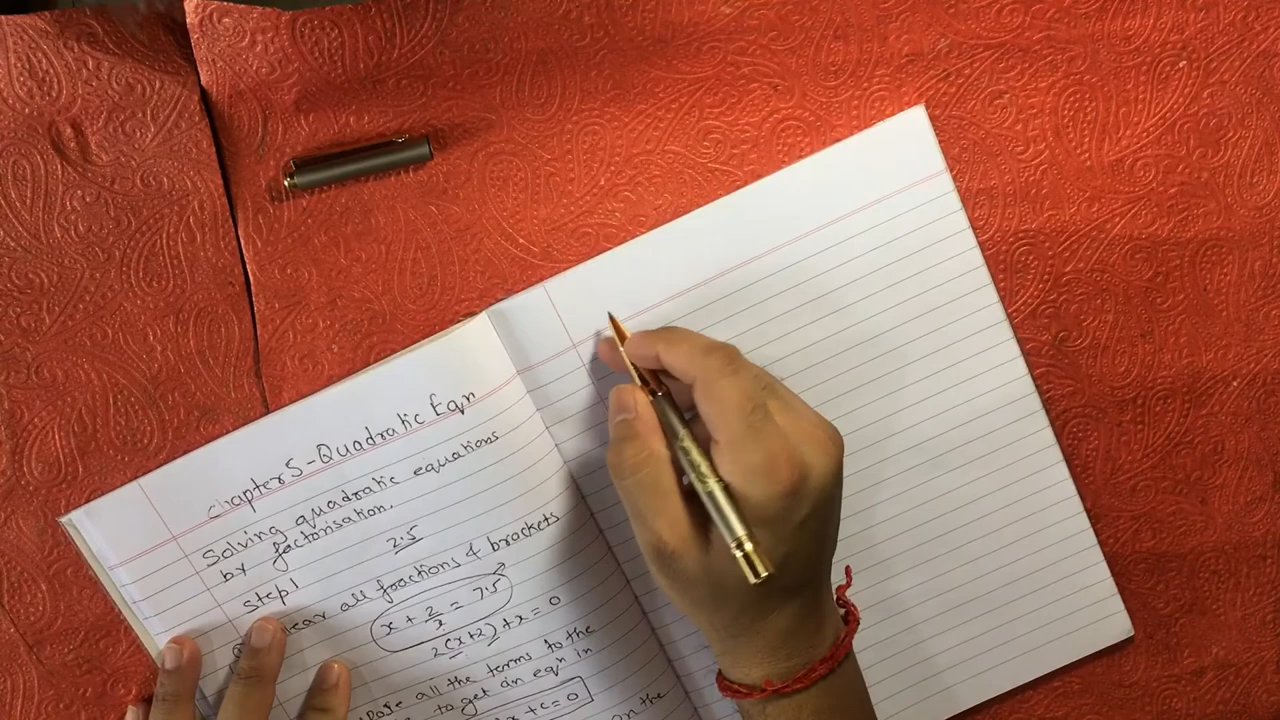 Chapter 5 - Quadratic Eqn
Solving quadratic equations
by factorisation.
2.5
Step 1
all fractions & brackets
x + 2/x = 7.5
2(x+2) + x = 0
all the terms to the
to get an eqn in
x + c = 0
on the